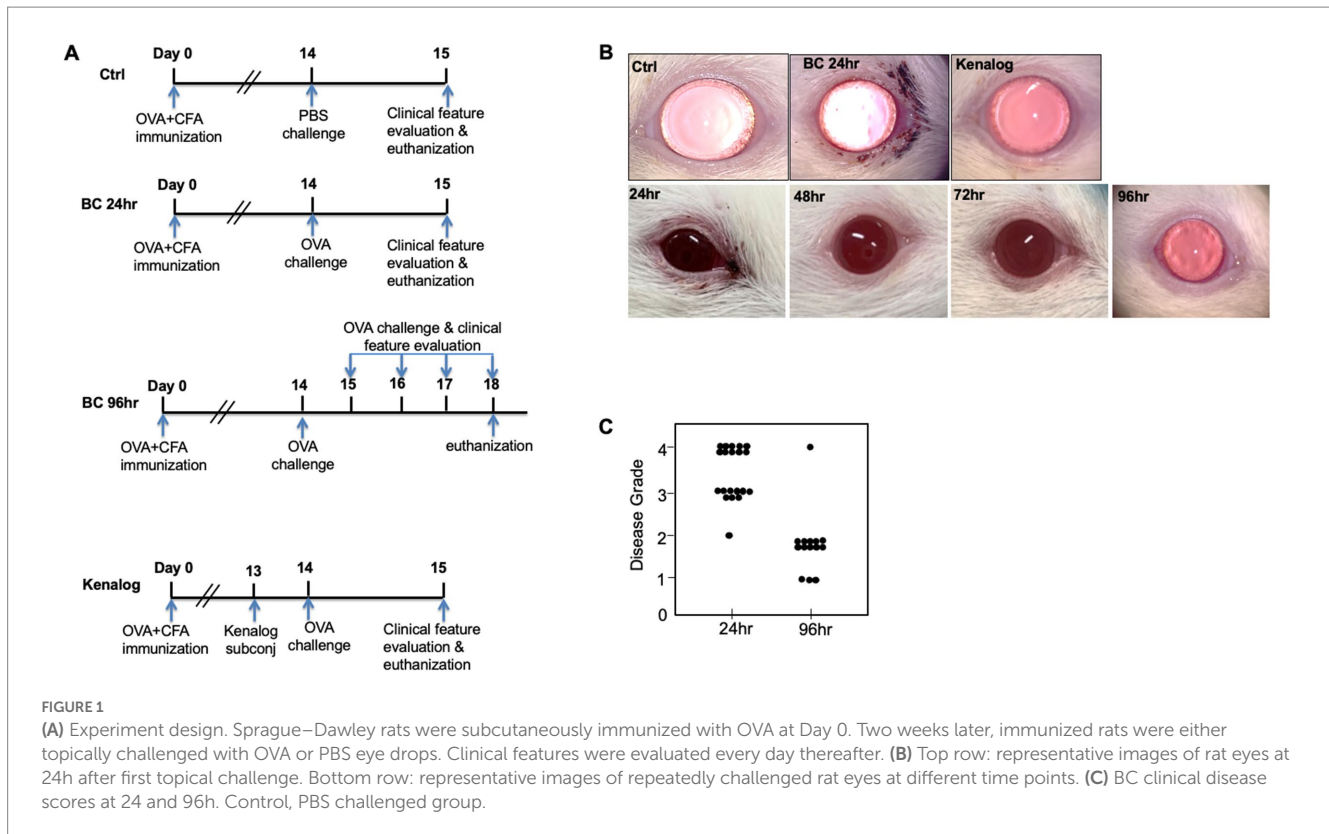 A
Day 0 14 15
Ctrl
OVA+CFA
immunization
PBS
challenge
Clinical feature
evaluation &
euthanization
Day 0 14 15
BC 24hr
OVA+CFA
immunization
OVA
challenge
Clinical feature
evaluation &
euthanization
OVA challenge & clinical
feature evaluation
Day 0 14 15 16 17 18
BC 96hr
OVA+CFA
immunization
OVA
challenge
euthanization
Day 0 13 14 15
Kenalog
OVA+CFA
immunization
Kenalog
subconj
OVA
challenge
Clinical feature
evaluation &
euthanization
B
Ctrl BC 24hr Kenalog
24hr 48hr 72hr 96hr
C
Disease Grade
4
3
2
1
0
24hr 96hr
FIGURE 1
(A) Experiment design. Sprague–Dawley rats were subcutaneously immunized with OVA at Day 0. Two weeks later, immunized rats were either
topically challenged with OVA or PBS eye drops. Clinical features were evaluated every day thereafter. (B) Top row: representative images of rat eyes at
24h after first topical challenge. Bottom row: representative images of repeatedly challenged rat eyes at different time points. (C) BC clinical disease
scores at 24 and 96h. Control, PBS challenged group.